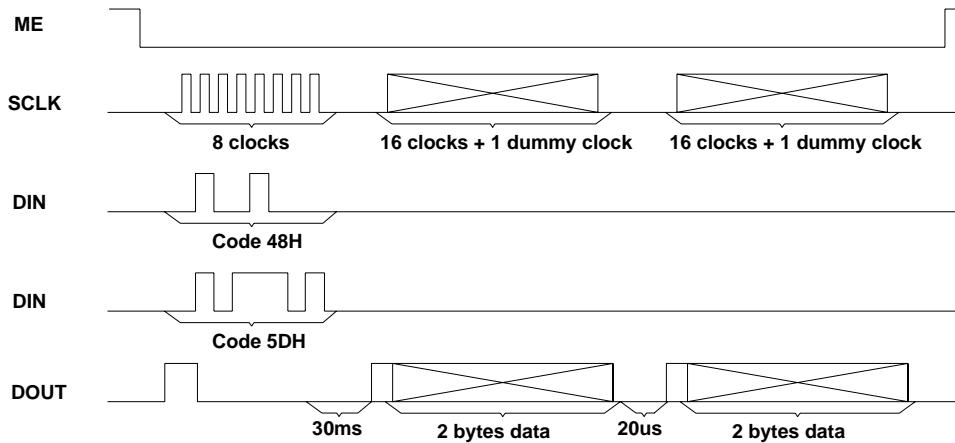 ME
SCLK
8 clocks
16 clocks + 1 dummy clock
16 clocks + 1 dummy clock
DIN
Code 48H
DIN
Code 5DH
DOUT
30ms
2 bytes data
20us
2 bytes data